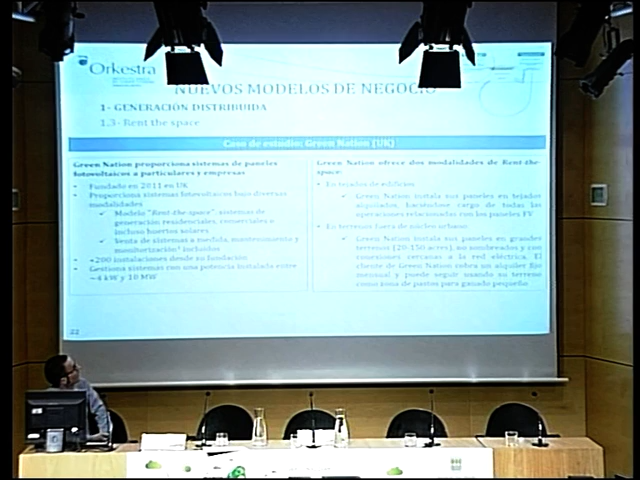 Orkestra
NUEVOS MODELOS DE NEGOCIO
1- GENERACIÓN DISTRIBUIDA
1.3- Rent the space
Caso de estudio: Green Nation (UK)
Green Nation proporciona sistemas de paneles
fotovoltaicos a particulares y empresas
• Fundado en 2011 en UK
• Proporciona sistemas fotovoltaicos bajo diversas
modalidades
✓ Modelo "Rent-the-space": sistemas de
generación residenciales, comerciales e
incluso huertos solares
✓ Venta de sistemas a medida, mantenimiento y
monitorización incluidos
• +200 instalaciones desde su fundación
• Gestiona sistemas con una potencia instalada entre
~4 kW y 10 MW
Green Nation ofrece dos modalidades de Rent-the-
space:
• En tejados de edificios
✓ Green Nation instala sus paneles en tejados
alquilados, haciéndose cargo de todas las
operaciones relacionadas con los paneles FV
• En terrenos fuera de núcleo urbano
✓ Green Nation instala sus paneles en grandes
terrenos (20-150 acres), no sombreados y con
conexiones cercanas a la red eléctrica. El
cliente de Green Nation cobra un alquiler fijo
mensual y puede seguir usando su terreno
como zona de pastos para ganado pequeño
22